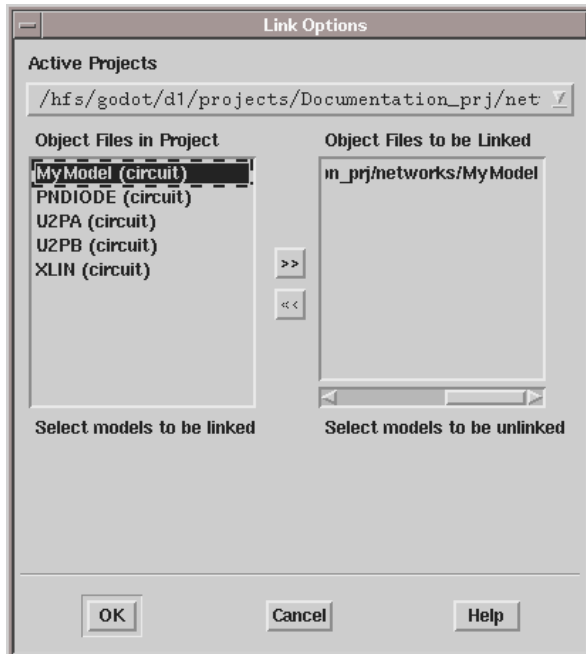 Link Options
Active Projects
/hfs/godot/d1/projects/Documentation_prj/net
Object Files in Project
Object Files to be Linked
MyModel (circuit)
PNDIODE (circuit)
U2PA (circuit)
U2PB (circuit)
XLIN (circuit)
n_prj/networks/MyModel
>>
<<
Select models to be linked
Select models to be unlinked
OK
Cancel
Help